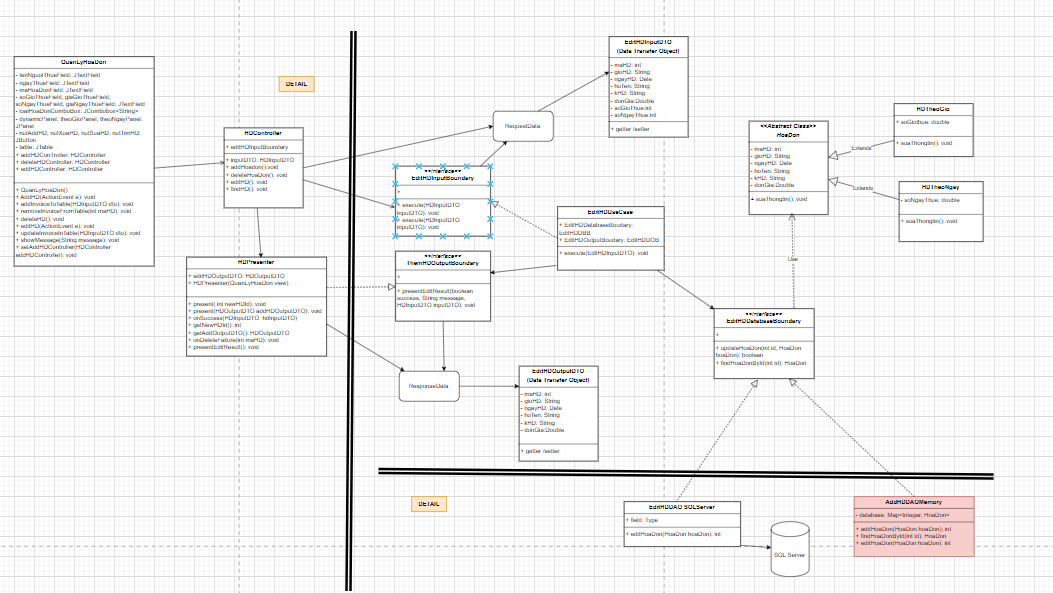 QuanLyHoaDon
- tenNguoiThueField: JTextField
- ngayThueField: JTextField
- maHoaDonField: JTextField
- soGioThueField, giaGioThueField,
soNgayThueField, giaNgayThueField: JTextField
- loaiHoaDonComboBox: JComboBox<String>
- dynamicPanel, theoGioPanel, theoNgayPanel:
JPanel
- nutAddHD, nutXoaHD, nutSuaHD, nutTimHD:
JButton
- table: JTable
+ addHDController: HDController
+ deleteHDController: HDController
+ editHDController: HDController
+ QuanLyHoaDon()
+ AddHD(ActionEvent e): void
+ addInvoiceToTable(HDInputDTO dto): void
+ removeInvoiceFromTable(int maHD): void
+ deleteHD(): void
+ editHD(ActionEvent e): void
+ updateInvoiceInTable(HDInputDTO dto): void
+ showMessage(String message): void
+ setAddHDController(HDController
addHDController): void
DETAIL
HDController
+ editHDInputBoundary
+ inputDTO: HDInputDTO
+ addHoadon():void
+ deleteHoaDon(): void
+ editHD(): void
+ findHD(): void
HDPresenter
+ editHDOutputDTO: HDOutputDTO
+ HDPresenter(QuanLyHoaDon view)
+ present( int newHDId): void
+ present(HDOutputDTO addHDOutputDTO): void
+ onSuccess(HDInputDTO hdInputDTO)
+ getNewHDId(): int
+ getAddOutputDTO(): HDOutputDTO
+ onDeleteFailure(int maHD): void
+ presentEditResult(): void
RequestData
EditHDInputDTO
(Data Transfer Object)
- maHD: int
- gioHD: String
- ngayHD: Date
- hoTen: String
- kHD: String
- donGia:Double
- soGioThue:int
- soNgayThue:int
+ getter /setter
<<Interface>>
EditHDInputBoundary
+
+ execute(HDInputDTO
inputDTO): void
+ execute(HDInputDTO
inputDTO): void
<<Interface>>
ThemHDOutputBoundary
+
+ presentEditResult(boolean
success, String message,
HDInputDTO inputDTO): void
EditHDUseCase
+ EditHDDatabaseBoudary:
EditHDDBB
+ EditHDOutputBoudary: EditHDDOB
+ execute(EditHDInputDTO): void
ResponseData
EditHDOutputDTO
(Data Transfer Object)
- maHD: int
- gioHD: String
- ngayHD: Date
- hoTen: String
- kHD: String
- donGia:Double
+ getter /setter
<<Abstract Class>>
HoaDon
- maHD: int
- gioHD: String
- ngayHD: Date
- hoTen: String
- kHD: String
- donGia:Double
+ suaThongtin(): void
HDTheoGio
- soGiothue: double
+ suaThongtin(): void
Extends
HDTheoNgay
- soNgayThue: double
+ suaThongtin(): void
Extends
Use
<<Interface>>
EditHDDatabaseBoundary
+
+ updateHoaDon(int id, HoaDon
hoaDon): boolean
+ findHoaDonById(int id): HoaDon
DETAIL
EditHDDAO SQLServer
+ field: Type
+ editHoaDon(HoaDon hoaDon): int
SQL Server
AddHDDAOMemory
- database: Map<Integer, HoaDon>
+ addHoaDon(HoaDon hoaDon): int
+ findHoaDonById(int id): HoaDon
+ editHoaDon(HoaDon hoaDon): int